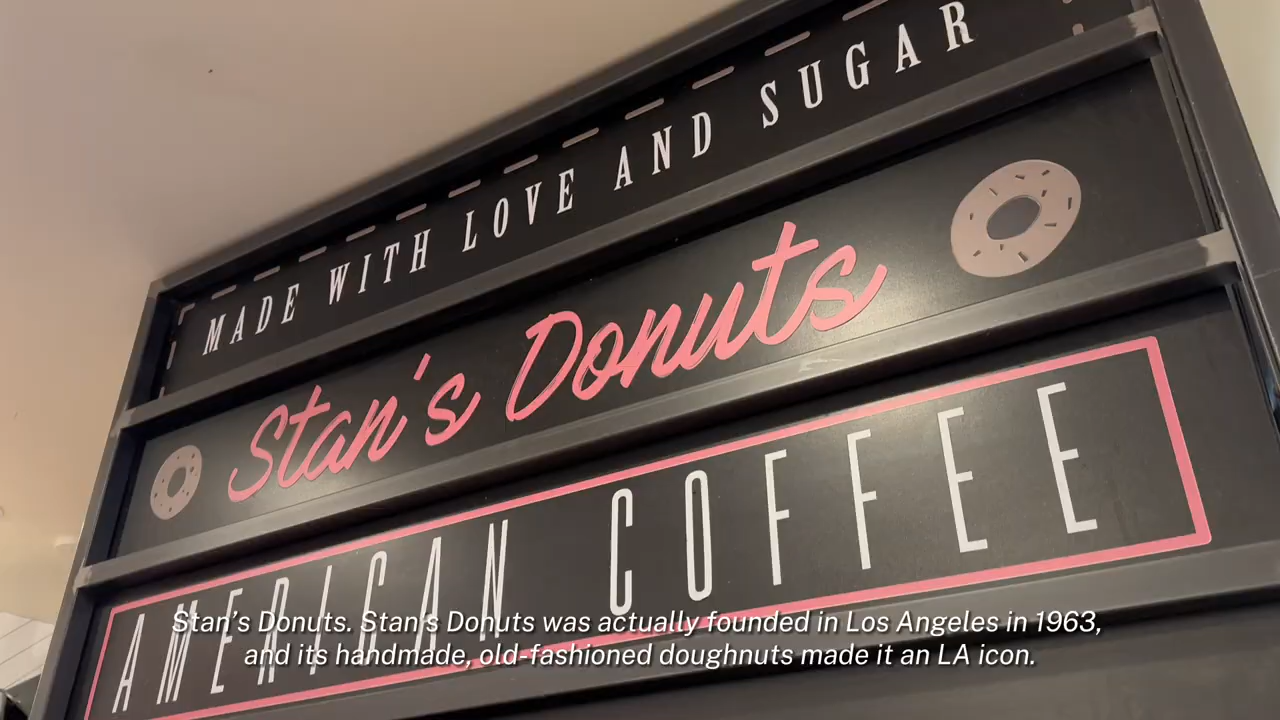 MADE WITH LOVE AND SUGAR
Stan's Donuts
AMERICAN COFFEE
Stan's Donuts. Stan's Donuts was actually founded in Los Angeles in 1963,
and its handmade, old-fashioned doughnuts made it an LA icon.